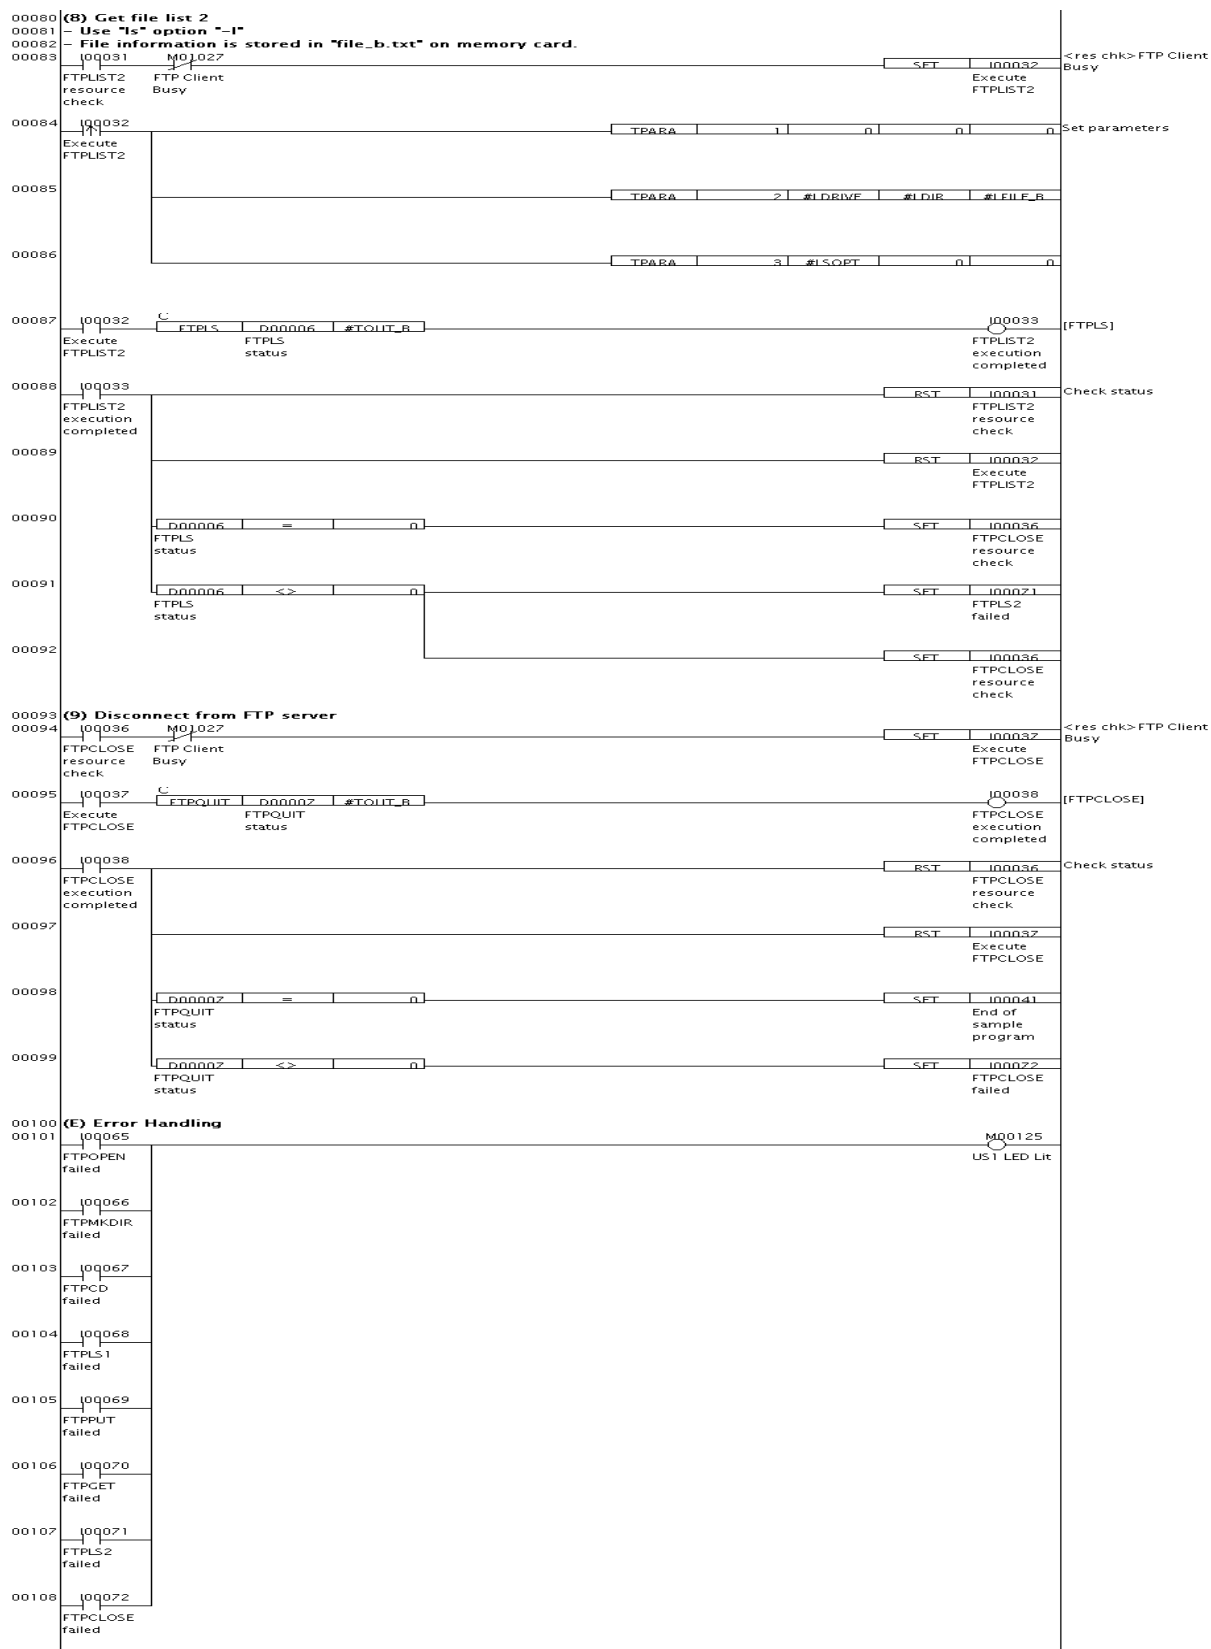 00080 (8) Get file list 2
00081 - Use "ls" option "-l"
00082 - File information is stored in "file_b.txt" on memory card.
00083 I00031 M01027 SET I00032 <res chk>FTP Client
FTPLIST2 FTP Client Execute Busy
resource Busy FTPLIST2
check
00084 I00032 TPARA 1 0 0 0 Set parameters
Execute
FTPLIST2
00085 TPARA 2 #LDRIVE #LDIR #LFILE_B
00086 TPARA 3 #LSOPT 0 0
C
00087 I00032 FTPLS D00006 #TOUT_B I00033 [FTPLS]
Execute FTPLS FTPLIST2
FTPLIST2 status execution
completed
00088 I00033 RST I00031 Check status
FTPLIST2 FTPLIST2
execution resource
completed check
00089 RST I00032
Execute
FTPLIST2
00090 D00006 = 0 SET I00036
FTPLS FTPCLOSE
status resource
check
00091 D00006 <> 0 SET I00071
FTPLS FTPLS2
status failed
00092 SET I00036
FTPCLOSE
resource
check
00093 (9) Disconnect from FTP server
00094 I00036 M01027 SET I00037 <res chk>FTP Client
FTPCLOSE FTP Client Execute Busy
resource Busy FTPCLOSE
check
C
00095 I00037 FTPQUIT D00007 #TOUT_B I00038 [FTPCLOSE]
Execute FTPQUIT FTPCLOSE
FTPCLOSE status execution
completed
00096 I00038 RST I00036 Check status
FTPCLOSE FTPCLOSE
execution resource
completed check
00097 RST I00037
Execute
FTPCLOSE
00098 D00007 = 0 SET I00041
FTPQUIT End of
status sample
program
00099 D00007 <> 0 SET I00072
FTPQUIT FTPCLOSE
status failed
00100 (E) Error Handling
00101 I00065 M00125
FTPOPEN US1 LED Lit
failed
00102 I00066
FTPMKDIR
failed
00103 I00067
FTPCD
failed
00104 I00068
FTPLS1
failed
00105 I00069
FTPPUT
failed
00106 I00070
FTPGET
failed
00107 I00071
FTPLS2
failed
00108 I00072
FTPCLOSE
failed